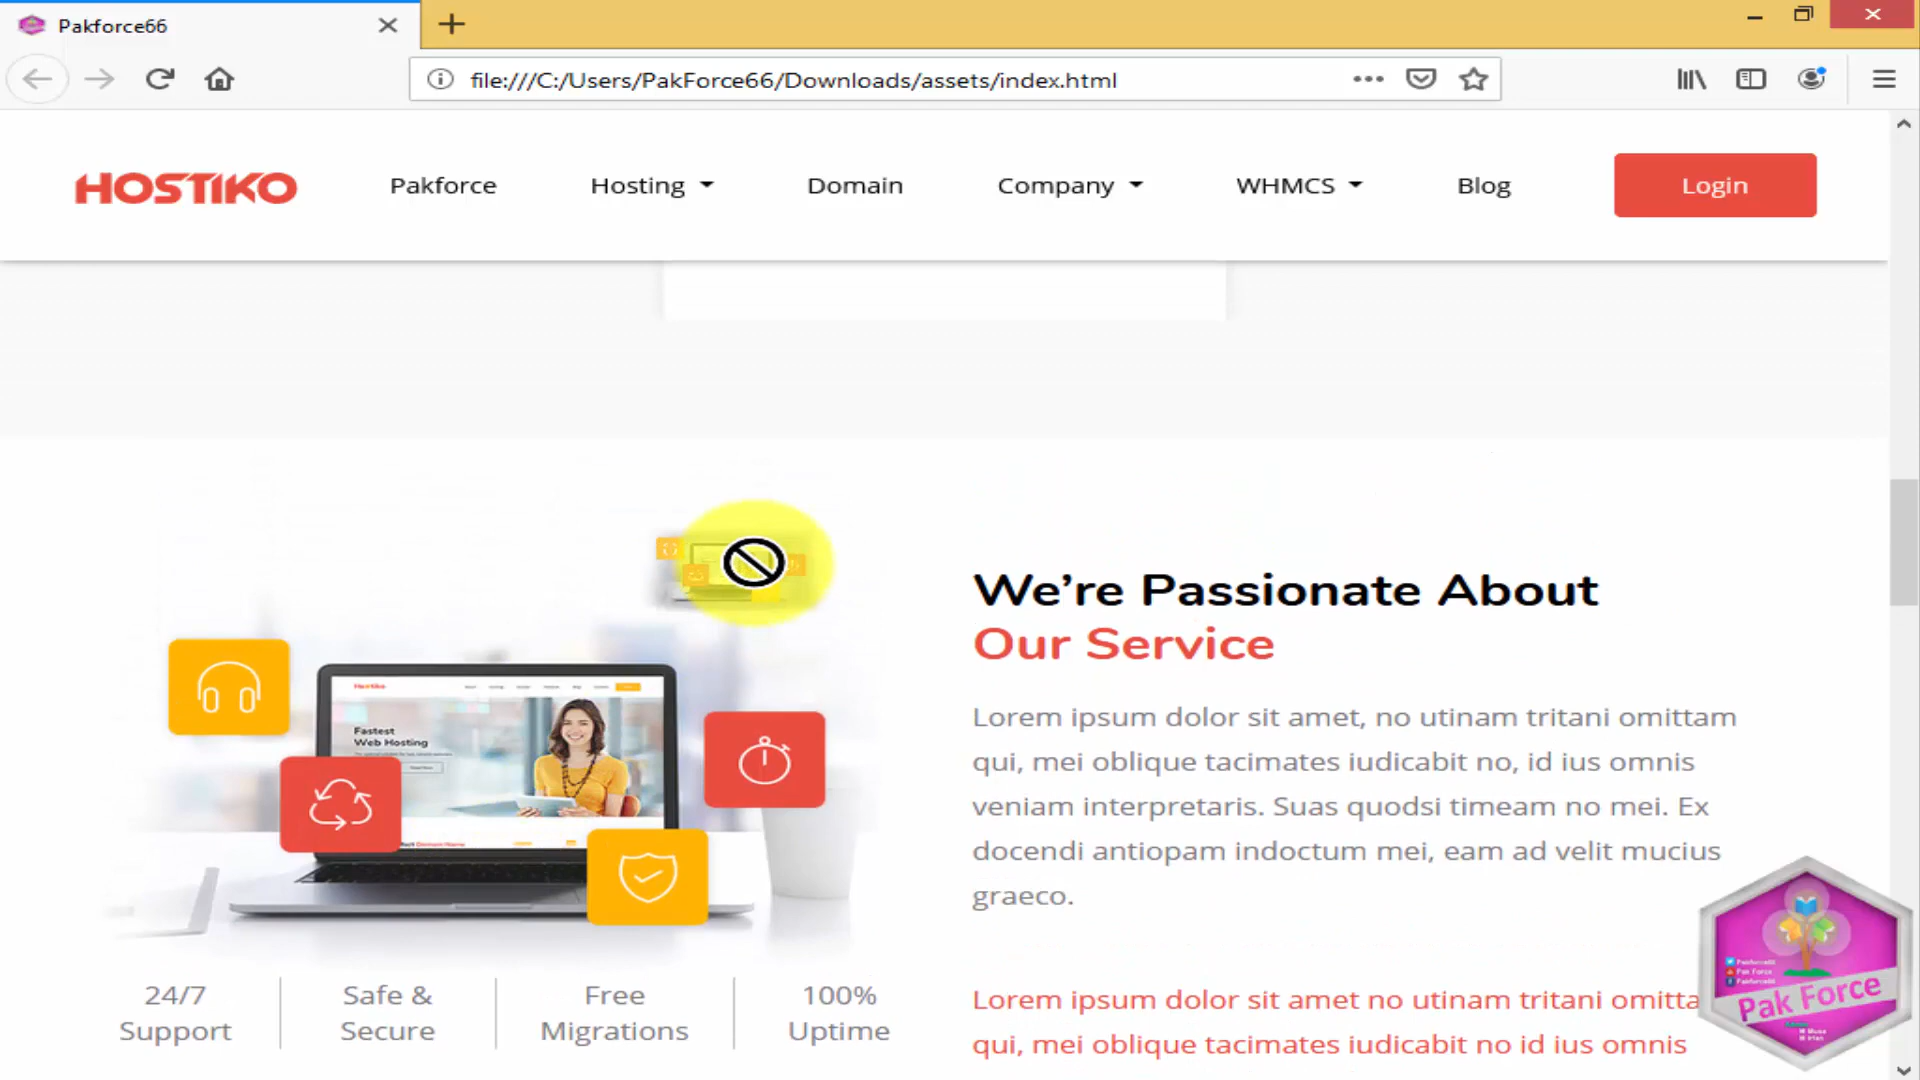 Pakforce66
file:///C:/Users/PakForce66/Downloads/assets/index.html
HOSTIKO
Pakforce
Hosting
Domain
Company
WHMCS
Blog
Login
We’re Passionate About
Our Service
Lorem ipsum dolor sit amet, no utinam tritani omittam
qui, mei oblique tacimates iudicabit no, id ius omnis
veniam interpretaris. Suas quodsi timeam no mei. Ex
docendi antiopam indoctum mei, eam ad velit mucius
graeco.
Lorem ipsum dolor sit amet no utinam tritani omitta
qui, mei oblique tacimates iudicabit no id ius omnis
Fastest
Web Hosting
24/7
Support
Safe &
Secure
Free
Migrations
100%
Uptime
Pakforce66
Pak Force
Pakforce66
Pak Force